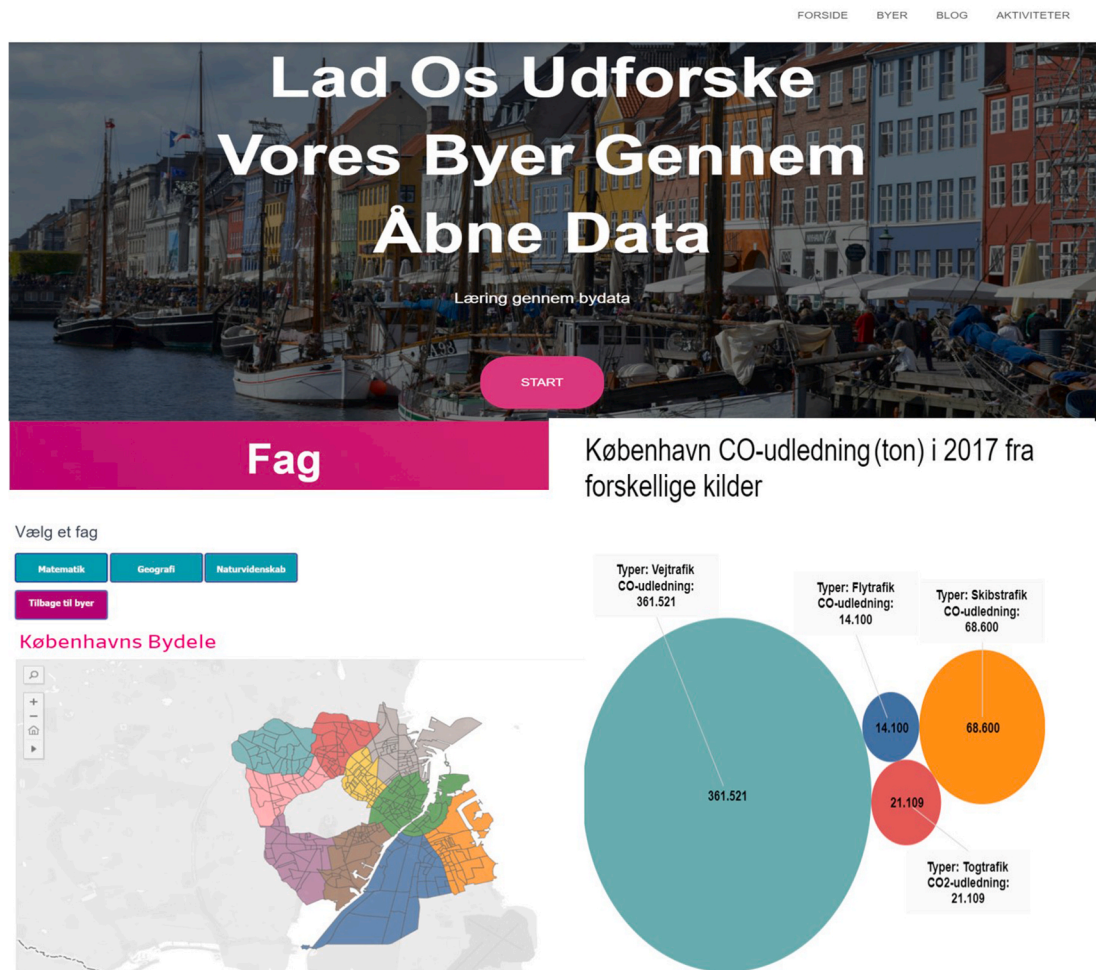 FORSIDE BYER BLOG AKTIVITETER
Lad Os Udforske
Vores Byer Gennem
Åbne Data
Læring gennem bydata
START
Fag
Vælg et fag
Matematik Geografi Naturvidenskab
Tilbage til byer
Københavns Bydele
København CO-udledning (ton) i 2017 fra
forskellige kilder
Typer: Vejtrafik
CO-udledning:
361.521
Typer: Flytrafik
CO-udledning:
14.100
Typer: Skibstrafik
CO-udledning:
68.600
14.100
68.600
361.521
21.109
Typer: Togtrafik
CO2-udledning:
21.109